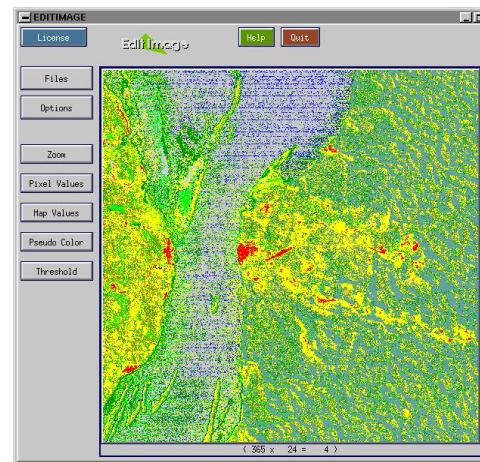 EDITIMAGE
License
EditImage
Help
Quit
Files
Options
Zoom
Pixel Values
Map Values
Pseudo Color
Threshold
( 365 x 24 = 4 )